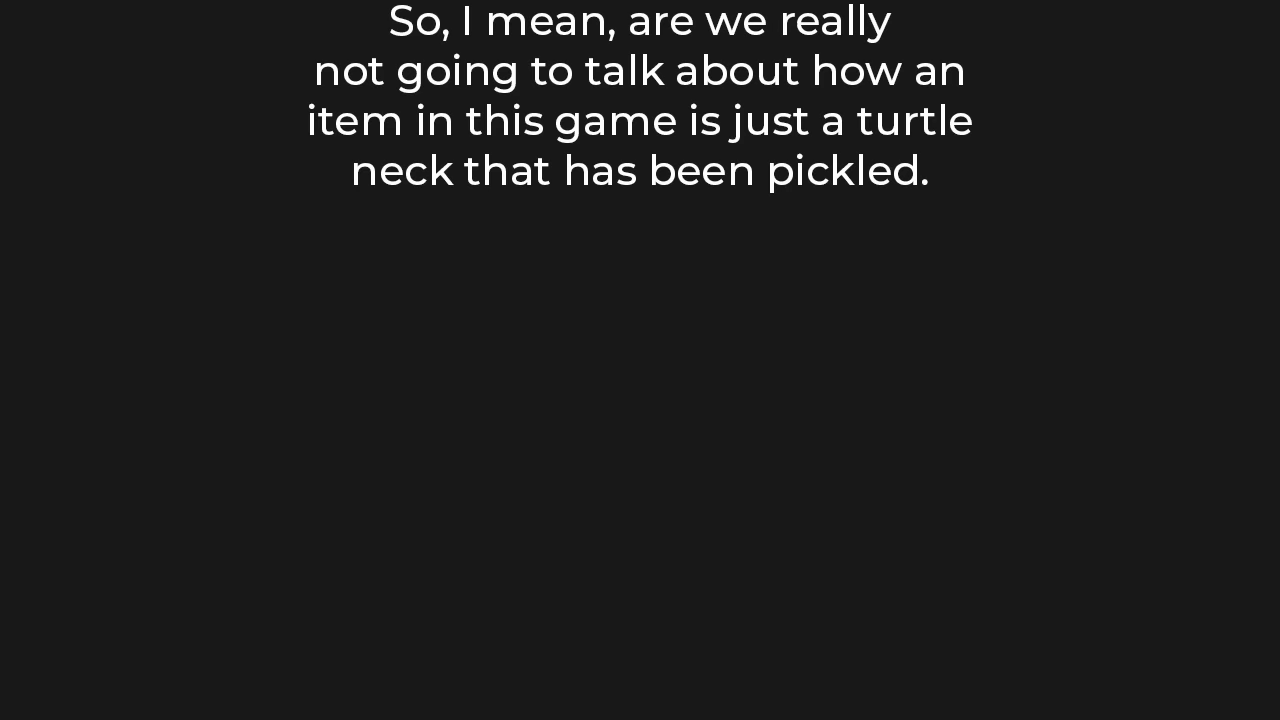 So, I mean, are we really
not going to talk about how an
item in this game is just a turtle
neck that has been pickled.